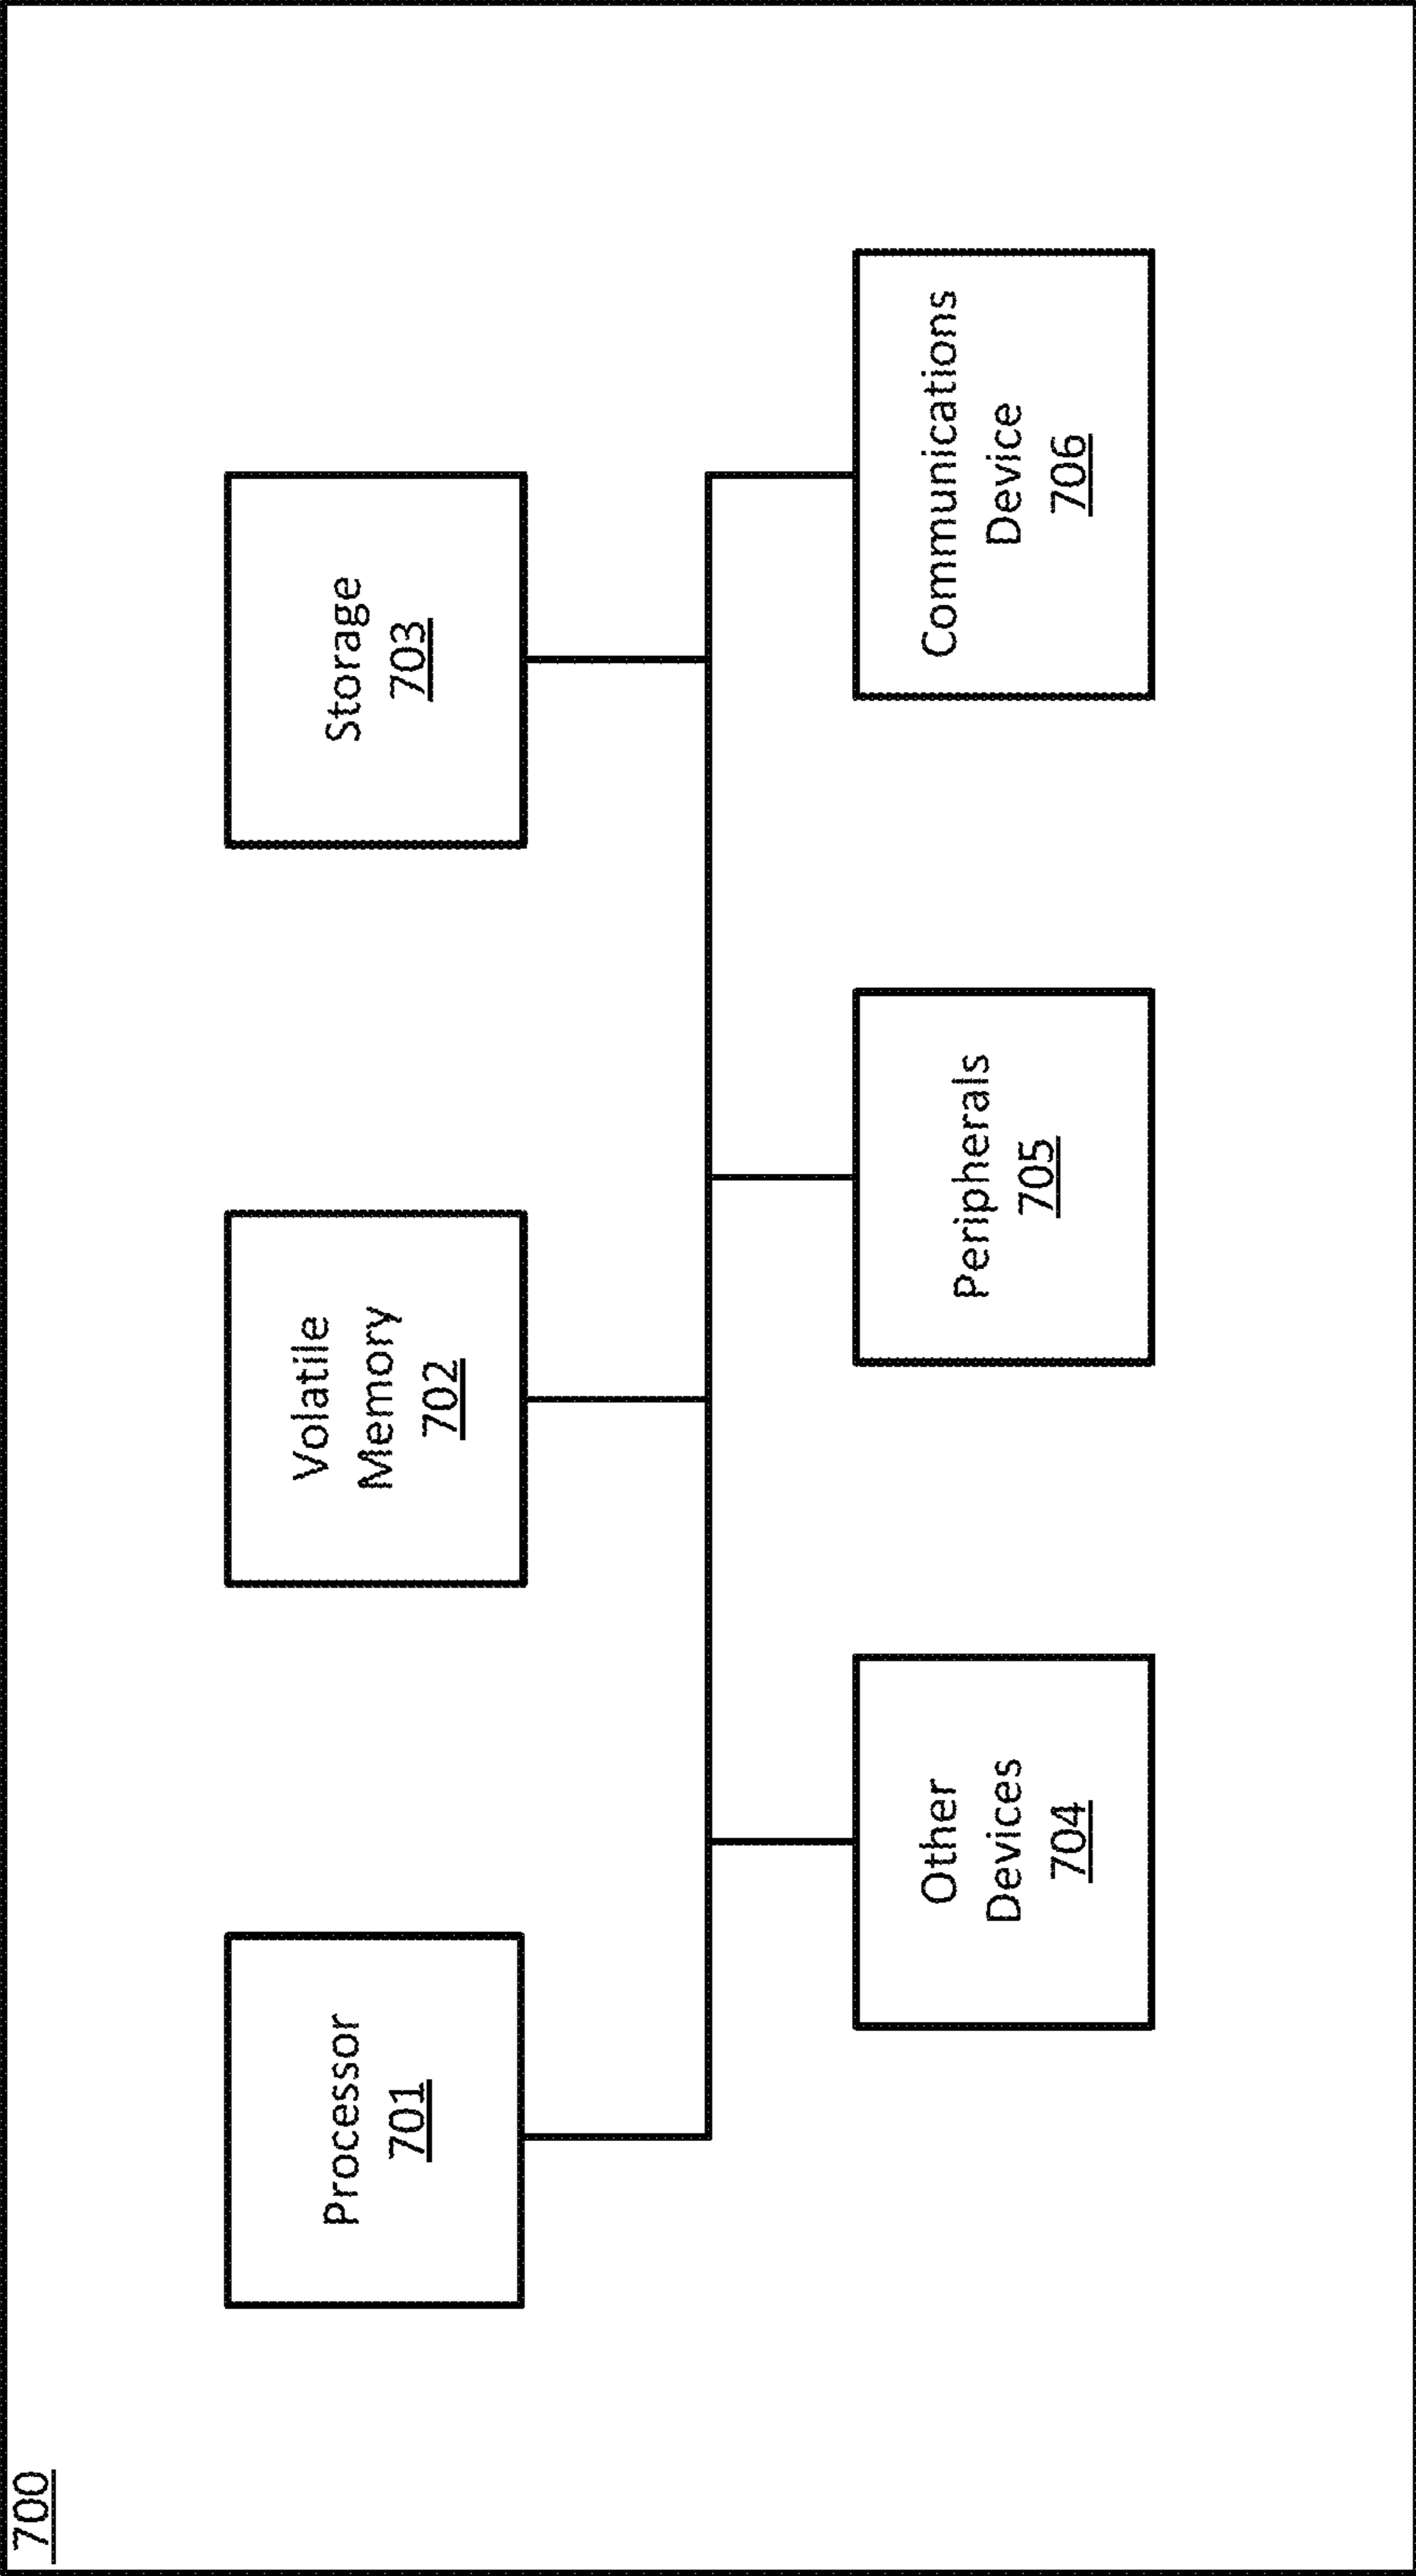 700
Processor
701
Volatile
Memory
702
Storage
703
Other
Devices
704
Peripherals
705
Communications
Device
706